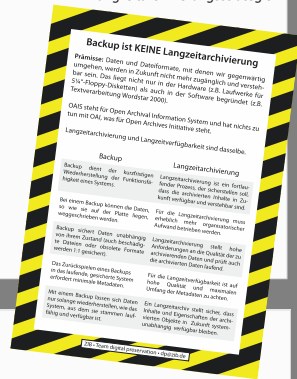 Backup ist KEINE Langzeitarchivierung
Prämisse: Daten und Dateiformate, mit denen wir gegenwärtig
umgehen, werden in Zukunft nicht mehr zugänglich und versteh-
bar sein. Das liegt nicht nur in der Hardware (z.B. Laufwerke für
5¼"-Floppy-Disketten) als auch in der Software begründet (z.B.
Textverarbeitung Wordstar 2000).
OAIS steht für Open Archival Information System und hat nichts zu
tun mit OAI, was für Open Archives Initiative steht.
Langzeitarchivierung und Langzeitverfügbarkeit sind dasselbe.
Backup
Backup dient der kurzfristigen
Wiederherstellung der Funktionsfä-
higkeit eines Systems.
Langzeitarchivierung
Langzeitarchivierung ist ein fortlau-
fender Prozess, der sicherstellen soll,
dass die archivierten Inhalte in Zu-
kunft verfügbar und verstehbar sind.
Bei einem Backup können die Daten,
so wie sie auf der Platte liegen,
weggeschrieben werden.
Für die Langzeitarchivierung muss
erheblich mehr organisatorischer
Aufwand betrieben werden.
Backup sichert Daten unabhängig
von ihrem Zustand (auch beschädig-
te Dateien oder obsolete Formate
werden 1:1 gesichert).
Langzeitarchivierung stellt hohe
Anforderungen an die Qualität der zu
archivierenden Daten und prüft auch
die archivierten Daten laufend.
Das Zurückspielen eines Backups
in das laufende, gesicherte System
erfordert minimale Metadaten.
Für die Langzeitverfügbarkeit ist auf
hohe Qualität und maximalen
Umfang der Metadaten zu achten.
Mit einem Backup lassen sich Daten
nur solange wiederherstellen, wie das
System, aus dem sie stammen, lauf-
fähig und verfügbar ist.
Ein Langzeitarchiv stellt sicher, dass
Inhalte und Eigenschaften der archi-
vierten Objekte in Zukunft system-
unabhängig verfügbar bleiben.
ZIB • Team digital preservation • dp@zib.de